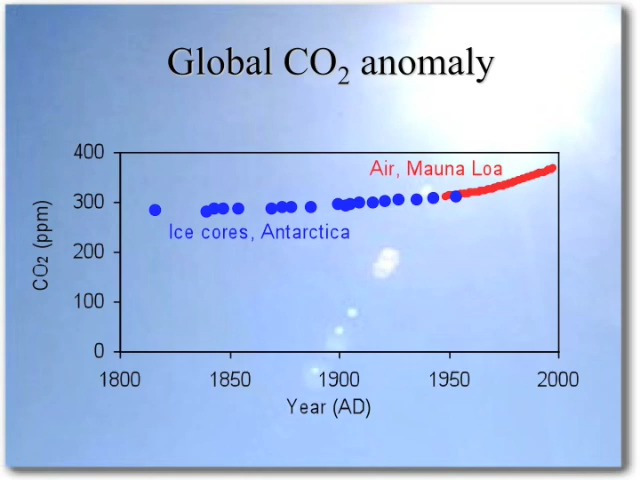 Global CO₂ anomaly
400
300
200
100
0
CO₂ (ppm)
Air, Mauna Loa
Ice cores, Antarctica
1800 1850 1900 1950 2000
Year (AD)